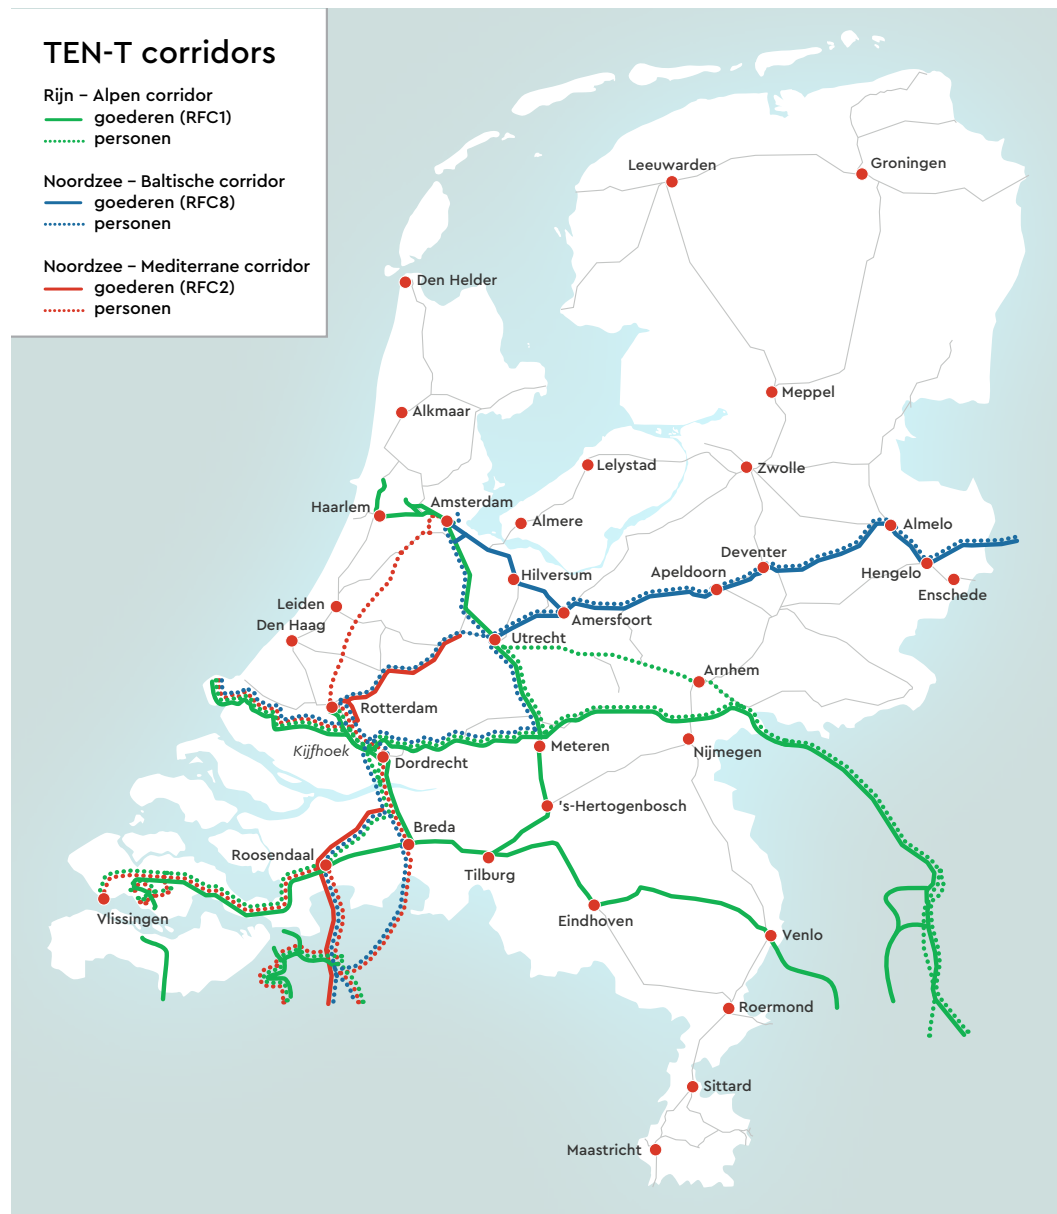 TEN-T corridors
Rijn – Alpen corridor
goederen (RFC1)
personen
Noordzee – Baltische corridor
goederen (RFC8)
personen
Noordzee – Mediterrane corridor
goederen (RFC2)
personen
Leeuwarden
Groningen
Den Helder
Meppel
Alkmaar
Lelystad
Zwolle
Haarlem
Amsterdam
Almere
Almelo
Deventer
Hilversum
Apeldoorn
Hengelo
Enschede
Leiden
Amersfoort
Den Haag
Utrecht
Arnhem
Rotterdam
Kijfhoek
Meteren
Nijmegen
Dordrecht
's-Hertogenbosch
Breda
Roosendaal
Tilburg
Vlissingen
Eindhoven
Venlo
Roermond
Sittard
Maastricht